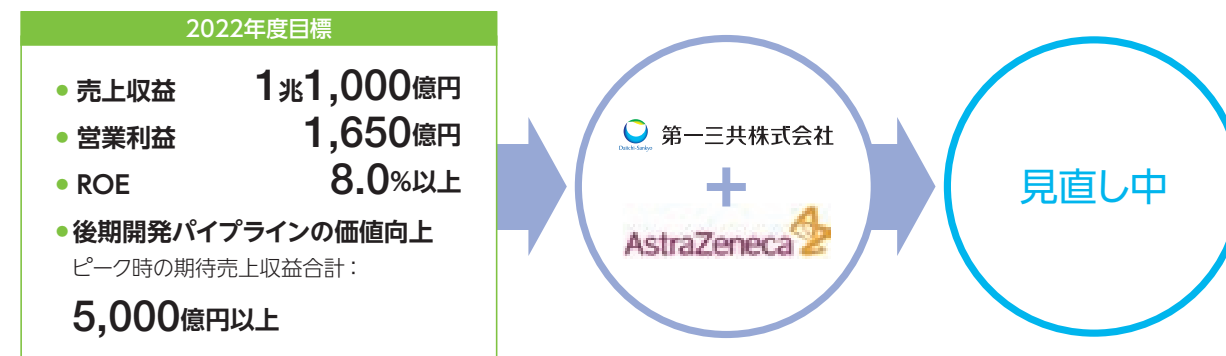 2022年度目標
• 売上収益 1兆1,000億円
• 営業利益 1,650億円
• ROE 8.0%以上
• 後期開発パイプラインの価値向上
ピーク時の期待売上収益合計：
5,000億円以上
Daiichi-Sankyo 第一三共株式会社
+
AstraZeneca
見直し中